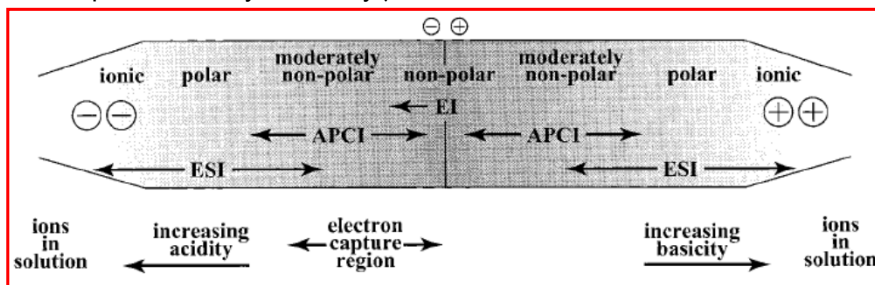 ⊖ ⊕
moderately moderately
ionic polar non-polar non-polar non-polar polar ionic
⊖⊖ EI ⊕⊕
APCI APCI
ESI ESI
ions in solution
increasing acidity
electron capture region
increasing basicity
ions in solution